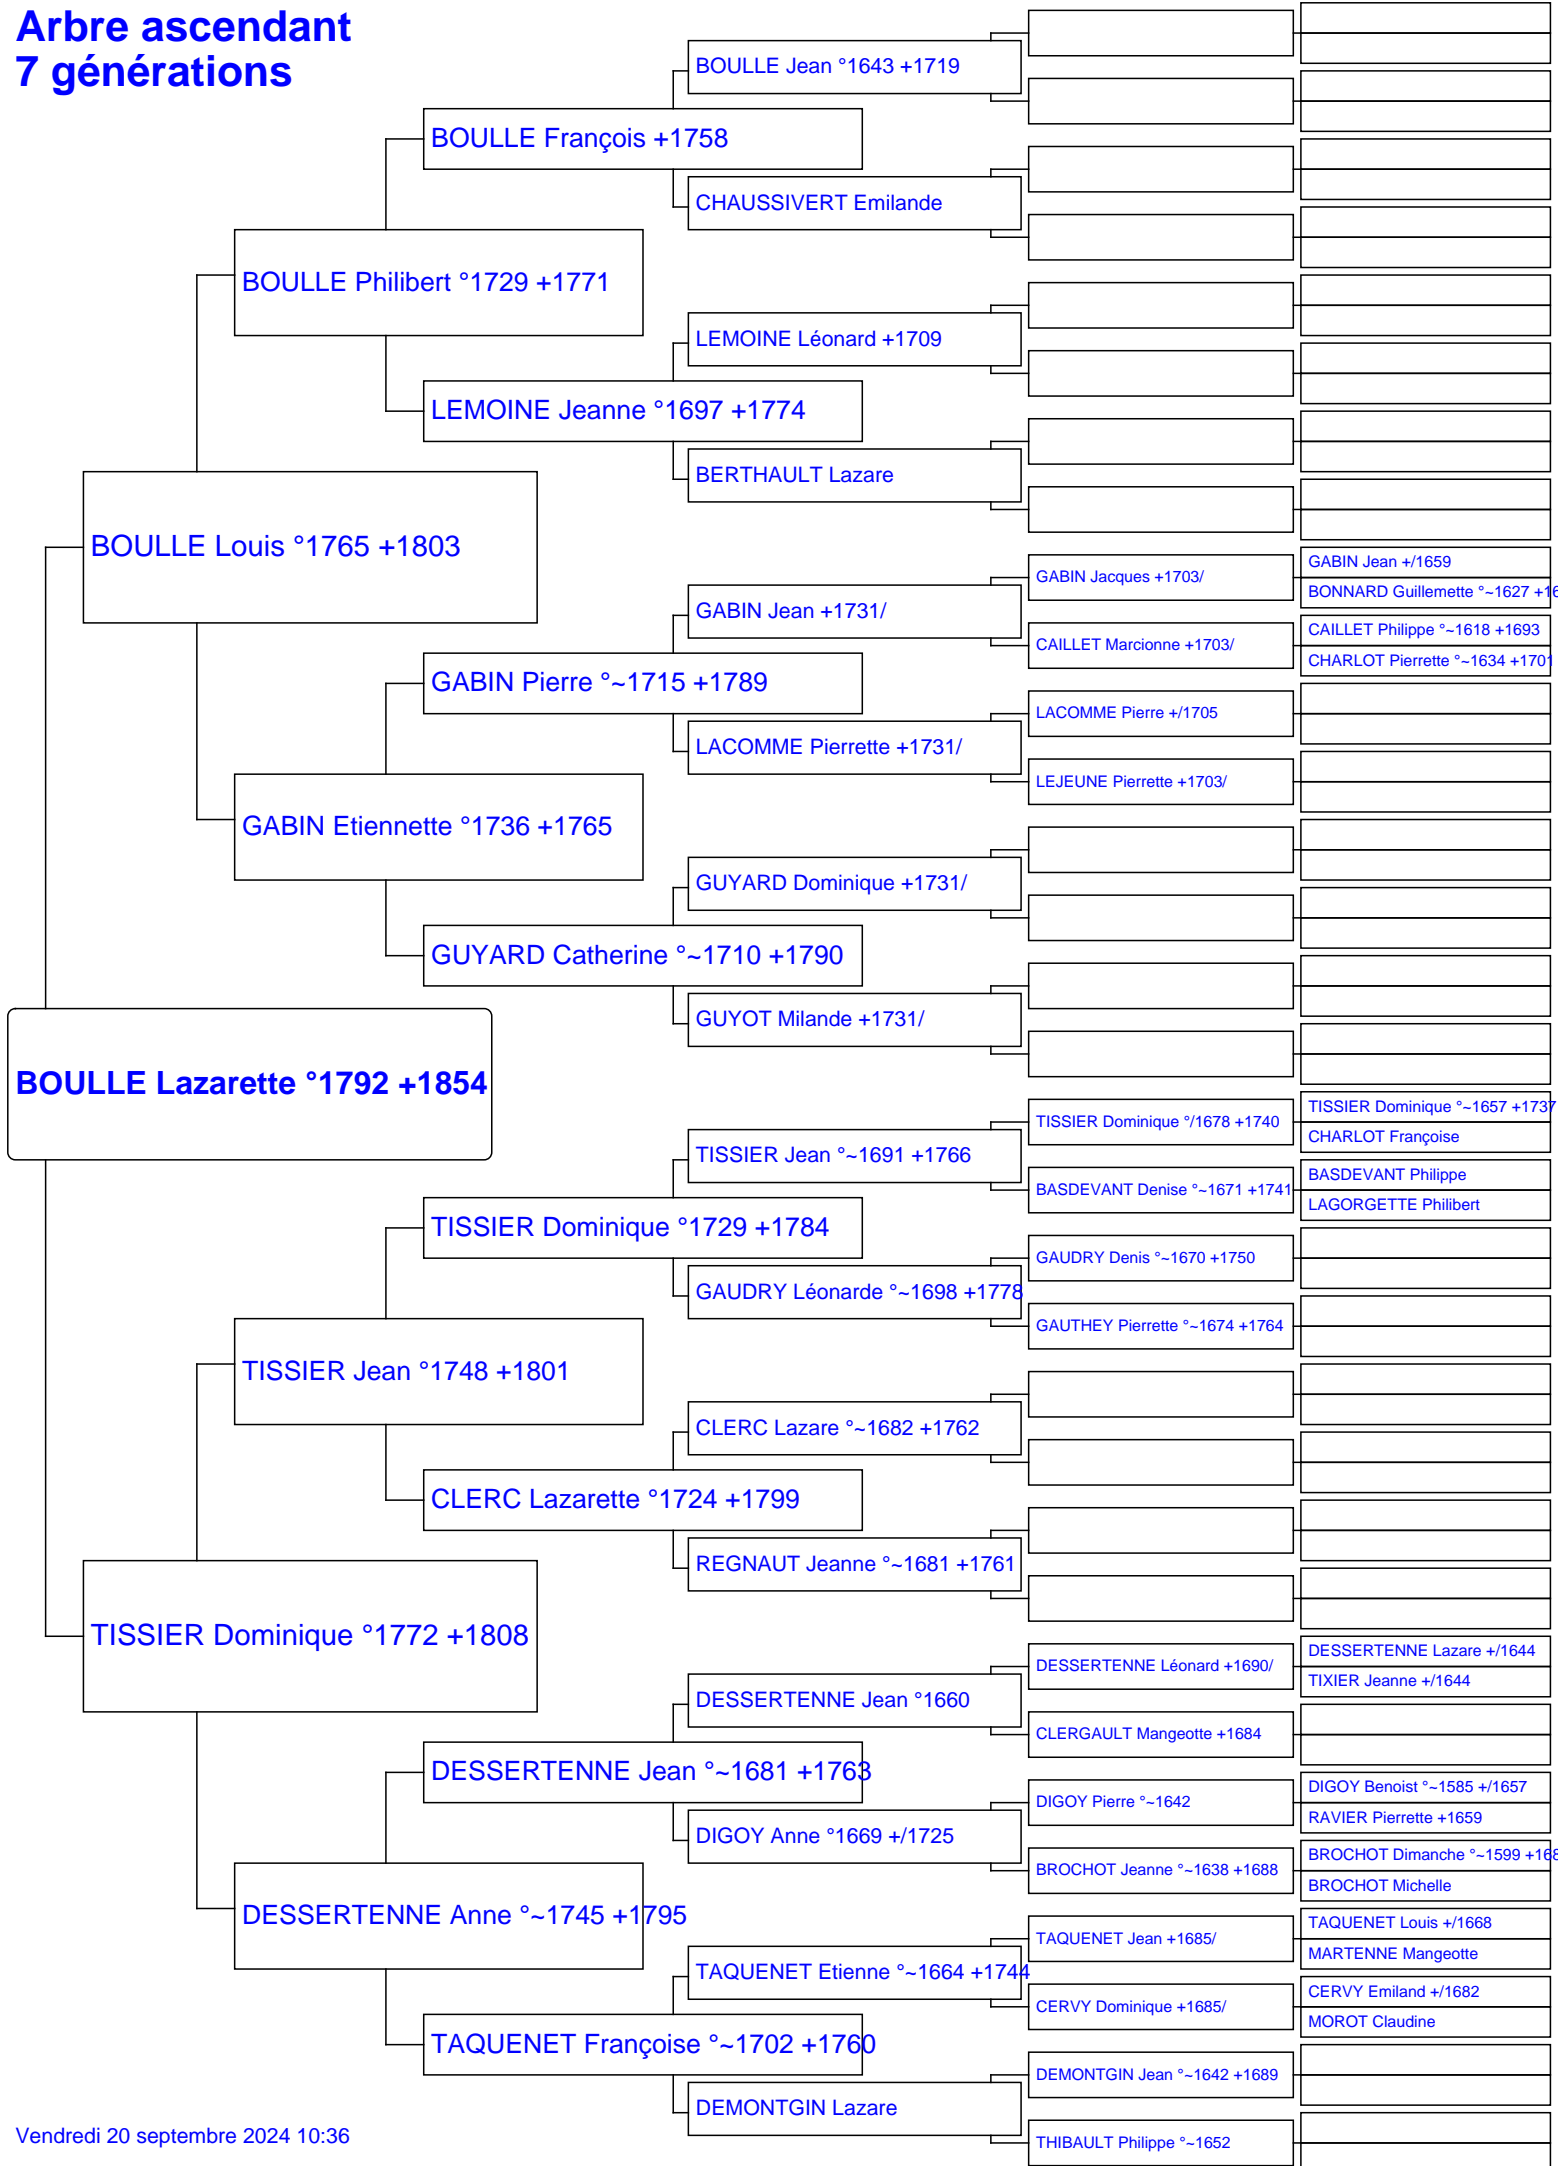 Arbre ascendant
7 générations
BOULLE Jean °1643 +1719
BOULLE François +1758
CHAUSSIVERT Emilande
BOULLE Philibert °1729 +1771
LEMOINE Léonard +1709
LEMOINE Jeanne °1697 +1774
BERTHAULT Lazare
BOULLE Louis °1765 +1803
GABIN Jean +/1659
GABIN Jacques +1703/
BONNARD Guillemette °~1627
GABIN Jean +1731/
CAILLET Philippe °~1618 +1693
CAILLET Marcionne +1703/
CHARLOT Pierrette °~1634 +1701
GABIN Pierre °~1715 +1789
LACOMME Pierre +/1705
LACOMME Pierrette +1731/
LEJEUNE Pierrette +1703/
GABIN Etiennette °1736 +1765
GUYARD Dominique +1731/
GUYARD Catherine °~1710 +1790
GUYOT Milande +1731/
BOULLE Lazarette °1792 +1854
TISSIER Dominique °~1657 +1737
TISSIER Dominique °/1678 +1740
CHARLOT Françoise
TISSIER Jean °~1691 +1766
BASDEVANT Philippe
BASDEVANT Denise °~1671 +1741
LAGORGETTE Philibert
TISSIER Dominique °1729 +1784
GAUDRY Denis °~1670 +1750
GAUDRY Léonarde °~1698 +1778
GAUTHEY Pierrette °~1674 +1764
TISSIER Jean °1748 +1801
CLERC Lazare °~1682 +1762
CLERC Lazarette °1724 +1799
REGNAUT Jeanne °~1681 +1761
TISSIER Dominique °1772 +1808
DESSERTENNE Lazare +/1644
DESSERTENNE Léonard +1690/
TIXIER Jeanne +/1644
DESSERTENNE Jean °1660
CLERGAULT Mangeotte +1684
DESSERTENNE Jean °~1681 +1763
DIGOY Benoist °~1585 +/1657
DIGOY Pierre °~1642
RAVIER Pierrette +1659
DIGOY Anne °1669 +/1725
BROCHOT Dimanche °~1599
BROCHOT Jeanne °~1638 +1688
BROCHOT Michelle
DESSERTENNE Anne °~1745 +1795
TAQUENET Louis +/1668
TAQUENET Jean +1685/
MARTENNE Mangeotte
TAQUENET Etienne °~1664 +1744
CERVY Emiland +/1682
CERVY Dominique +1685/
MOROT Claudine
TAQUENET Françoise °~1702 +1760
DEMONTGIN Jean °~1642 +1689
DEMONTGIN Lazare
THIBAULT Philippe °~1652
Vendredi 20 septembre 2024 10:36